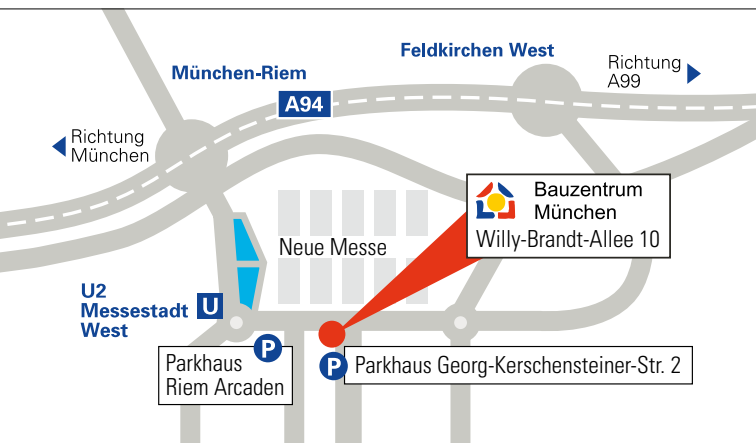 Feldkirchen West
München-Riem
Richtung
A99
A94
Richtung
München
Bauzentrum
München
Willy-Brandt-Allee 10
Neue Messe
U2
Messestadt
West
U
P
Parkhaus
Riem Arcaden
P
Parkhaus Georg-Kerschensteiner-Str. 2